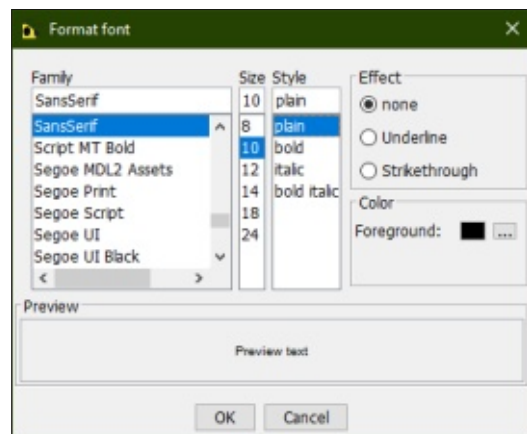 Format font
Family
SansSerif
SansSerif
Script MT Bold
Segoe MDL2 Assets
Segoe Print
Segoe Script
Segoe UI
Segoe UI Black
Size
10
8
10
12
14
18
24
Style
plain
plain
bold
italic
bold italic
Effect
none
Underline
Strikethrough
Color
Foreground:
...
Preview
Preview text
OK
Cancel